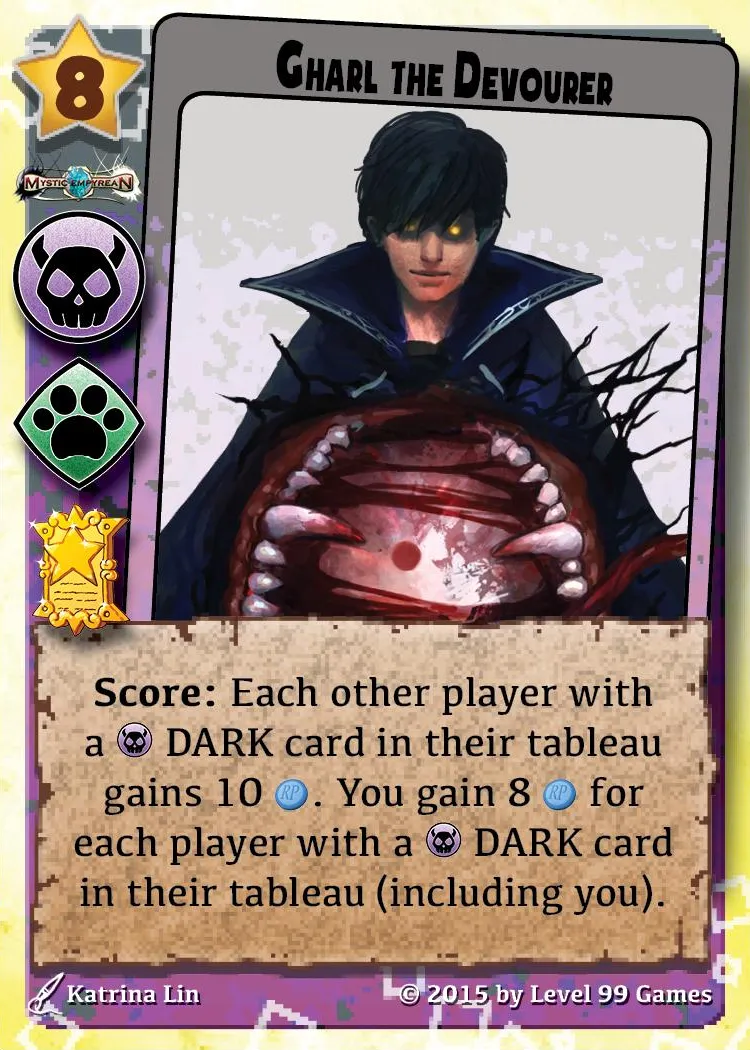 8
Gharl the Devourer
Mystic Empyrean
Score: Each other player with
a DARK card in their tableau
gains 10 RP. You gain 8 RP for
each player with a DARK card
in their tableau (including you).
Katrina Lin
© 2015 by Level 99 Games